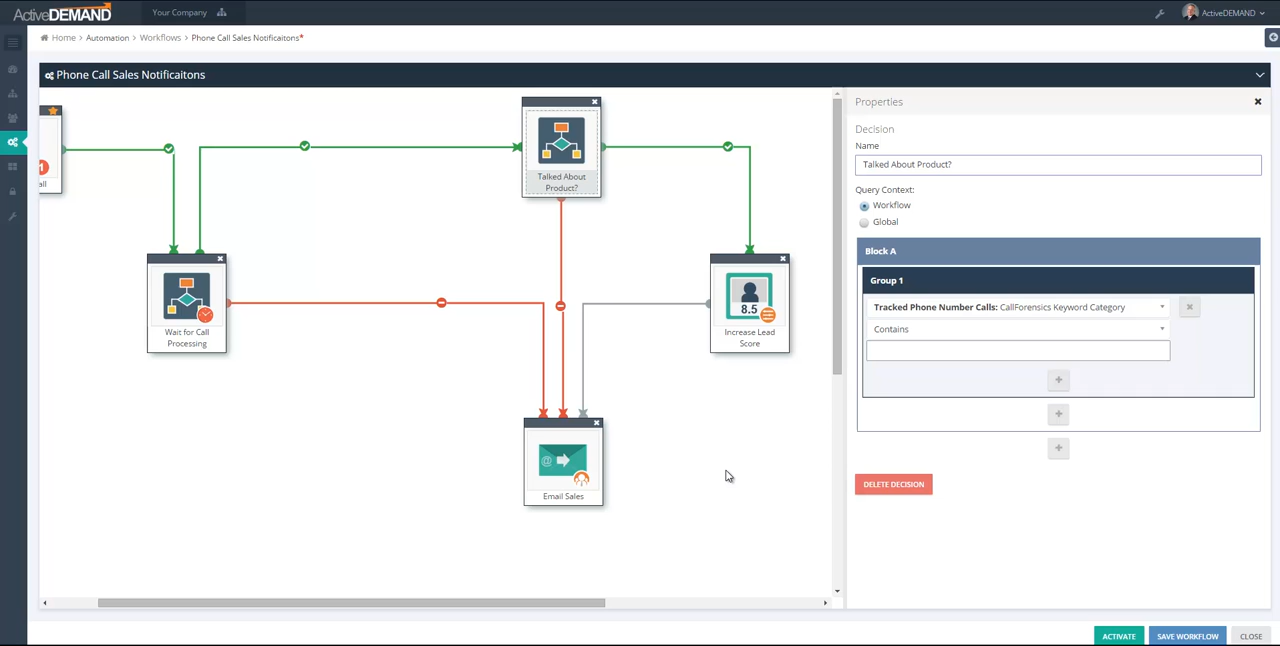 ActiveDEMAND
Your Company
ActiveDEMAND
Home > Automation > Workflows > Phone Call Sales Notificaitons*
Phone Call Sales Notificaitons
all
Talked About
Product?
Wait for Call
Processing
8.5
Increase Lead
Score
@
Email Sales
Properties
Decision
Name
Talked About Product?
Query Context:
Workflow
Global
Block A
Group 1
Tracked Phone Number Calls: CallForensics Keyword Category
Contains
+
+
+
DELETE DECISION
ACTIVATE
SAVE WORKFLOW
CLOSE